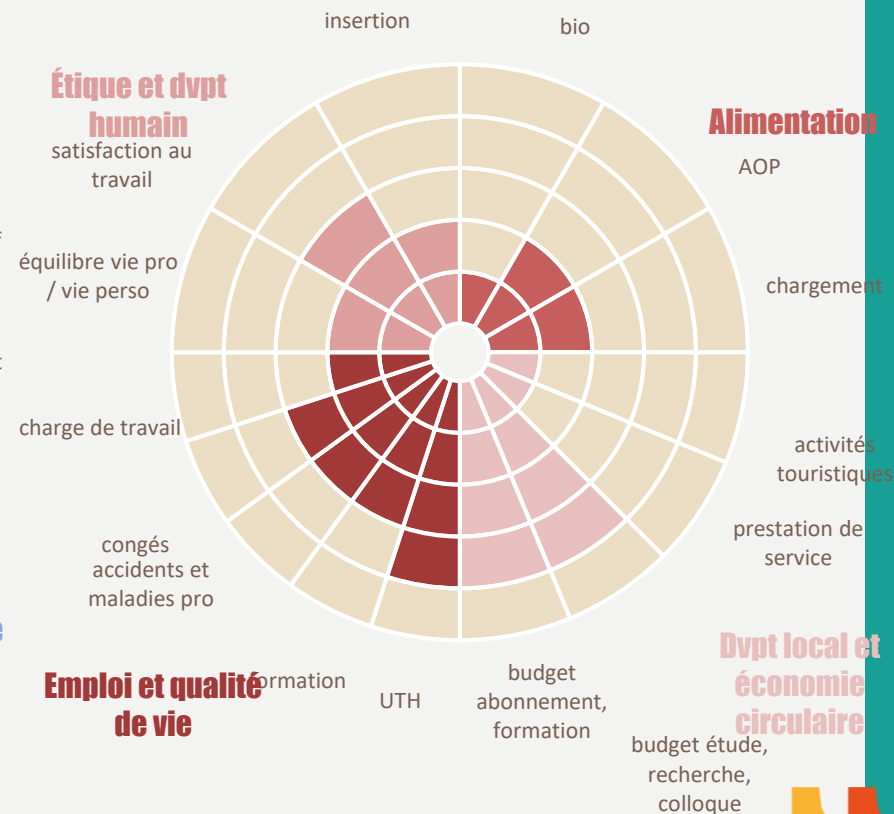 insertion
bio
Étique et dvpt
humain
Alimentation
satisfaction au
travail
AOP
équilibre vie pro
/ vie perso
chargement
charge de travail
activités
touristiques
prestation de
service
congés
accidents et
maladies pro
Dvpt local et
économie
circulaire
Emploi et qualité
de vie
ormation
UTH
budget
abonnement,
formation
budget étude,
recherche,
colloque